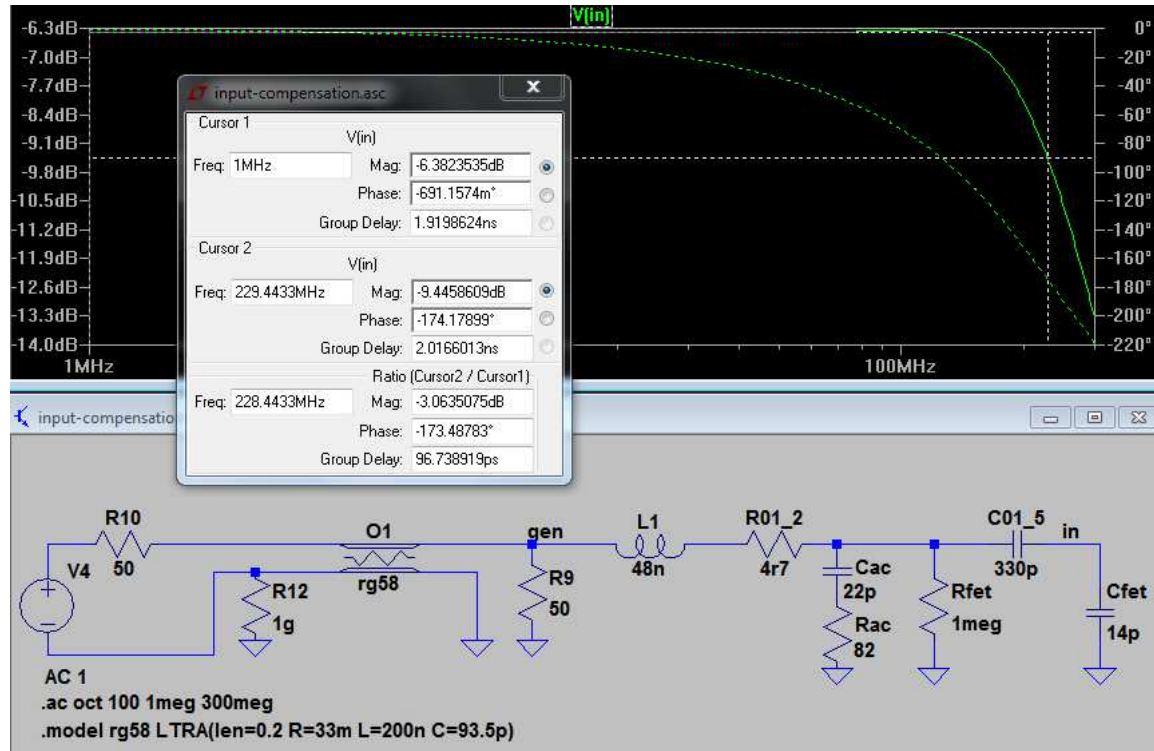 V(in)
-6.3dB
-7.0dB
-7.7dB
-8.4dB
-9.1dB
-9.8dB
-10.5dB
-11.2dB
-11.9dB
-12.6dB
-13.3dB
-14.0dB
0°
-20°
-40°
-60°
-80°
-100°
-120°
-140°
-160°
-180°
-200°
-220°
1MHz
100MHz
input-compensation.asc
x
Cursor 1
V(in)
Freq: 1MHz Mag: -6.3823535dB
Phase: -691.1574m°
Group Delay: 1.9198624ns
Cursor 2
V(in)
Freq: 229.4433MHz Mag: -9.4458609dB
Phase: -174.17899°
Group Delay: 2.0166013ns
Ratio (Cursor2 / Cursor1)
Freq: 228.4433MHz Mag: -3.0635075dB
Phase: -173.48783°
Group Delay: 96.738919ps
input-compensatio
R10
50
V4
R12
1g
O1
rg58
gen
R9
50
L1
48n
R01_2
4r7
Cac
22p
Rac
82
Rfet
1meg
C01_5
330p
in
Cfet
14p
AC 1
.ac oct 100 1meg 300meg
.model rg58 LTRA(len=0.2 R=33m L=200n C=93.5p)